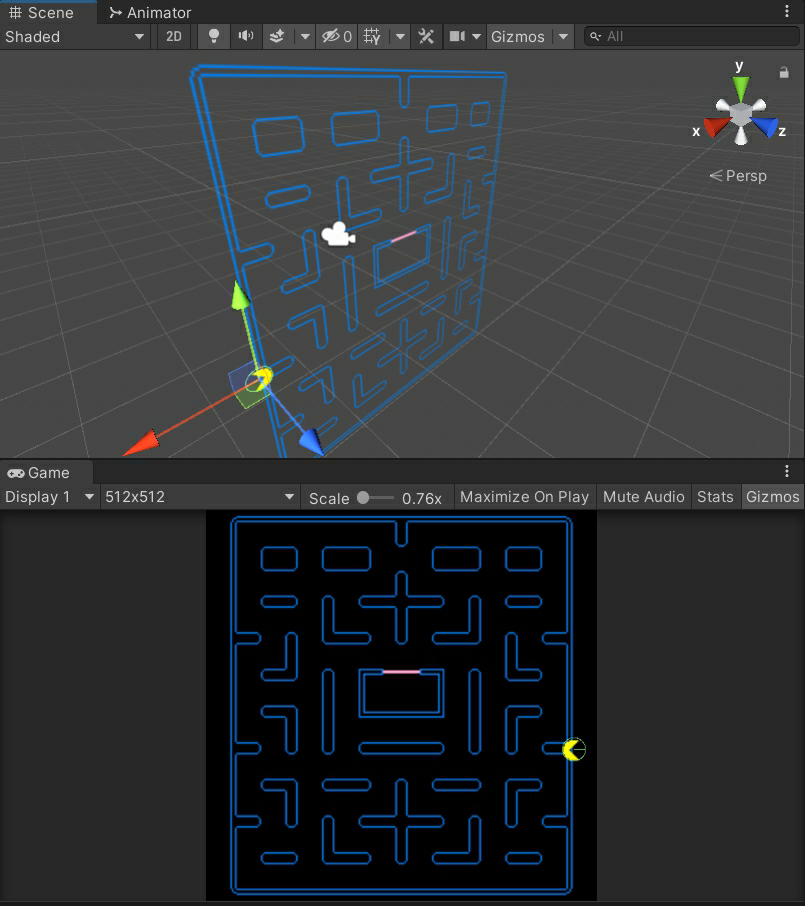 Scene Animator
Shaded 2D 0 Gizmos All
y
x z
Persp
Game
Display 1 512x512 Scale 0.76x Maximize On Play Mute Audio Stats Gizmos